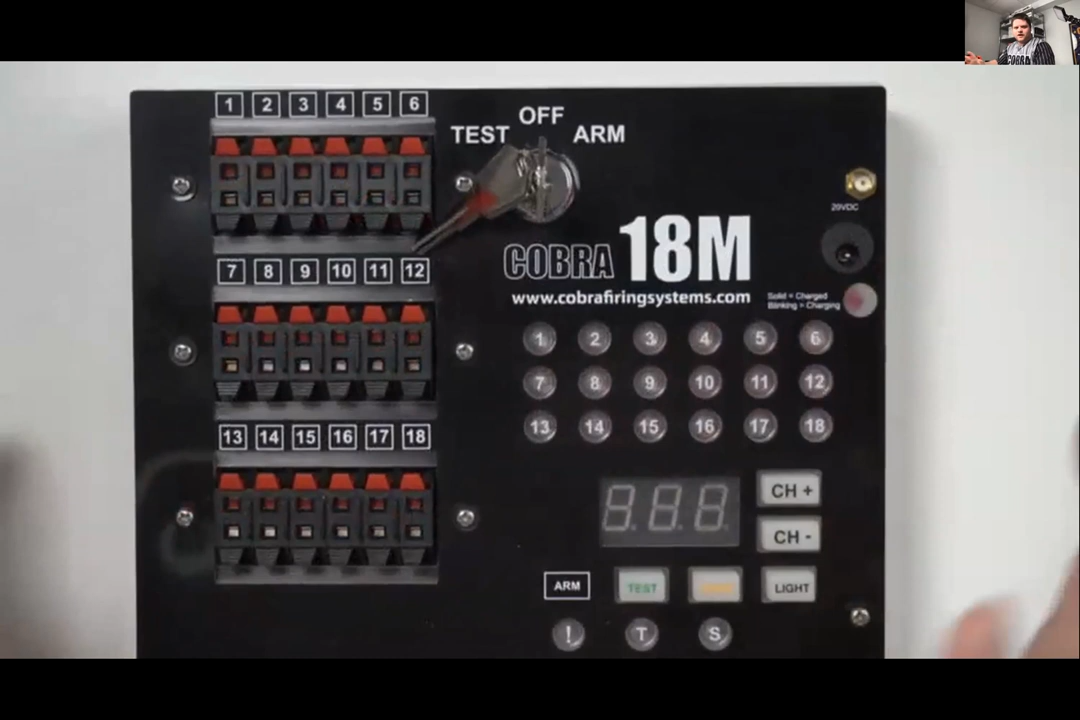 1 2 3 4 5 6
TEST OFF ARM
29VDC
COBRA 18M
www.cobrafiringsystems.com
Solid = Charged
Blinking = Charging
7 8 9 10 11 12
1 2 3 4 5 6
7 8 9 10 11 12
13 14 15 16 17 18
13 14 15 16 17 18
CH +
CH -
ARM TEST LIGHT
! T S
COBRA